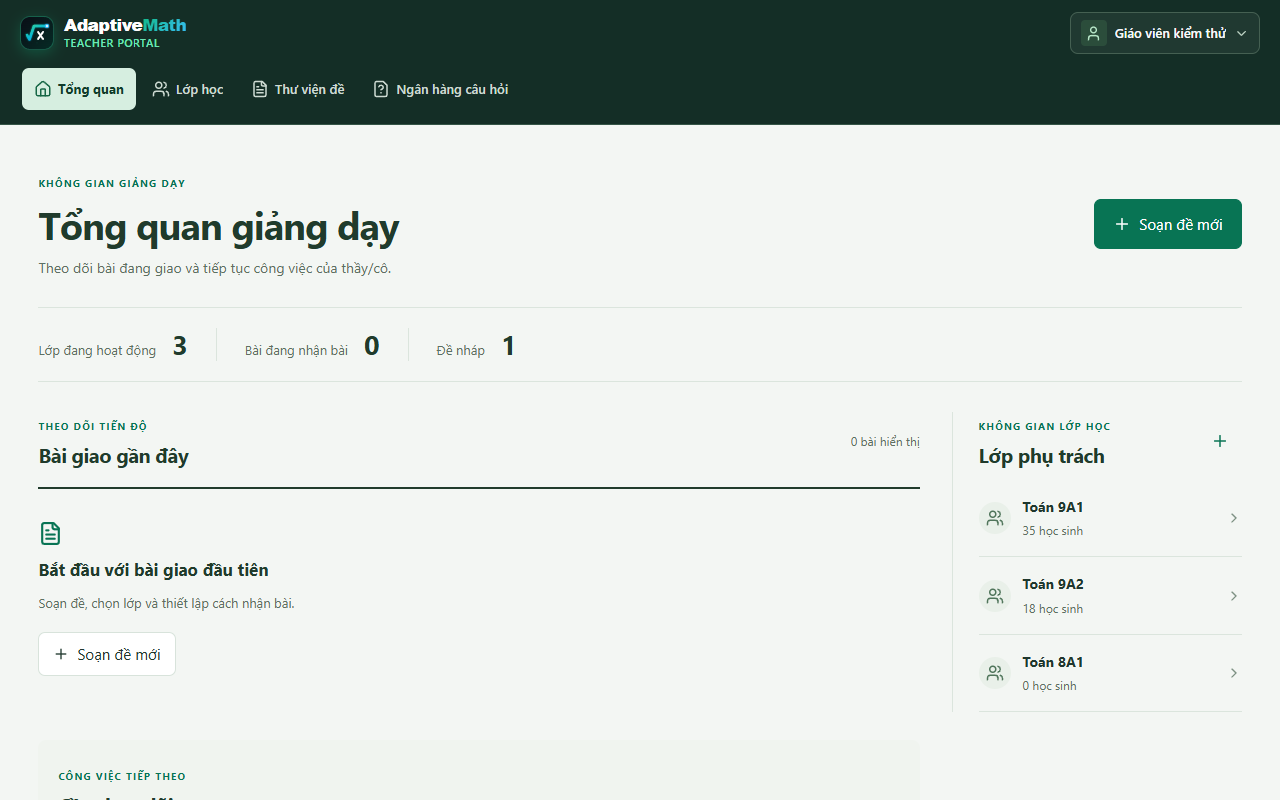 AdaptiveMath
TEACHER PORTAL
Giáo viên kiểm thử
Tổng quan
Lớp học
Thư viện đề
Ngân hàng câu hỏi
KHÔNG GIAN GIẢNG DẠY
Tổng quan giảng dạy
Theo dõi bài đang giao và tiếp tục công việc của thầy/cô.
Soạn đề mới
Lớp đang hoạt động 3
Bài đang nhận bài 0
Đề nháp 1
THEO DÕI TIẾN ĐỘ
Bài giao gần đây
0 bài hiển thị
Bắt đầu với bài giao đầu tiên
Soạn đề, chọn lớp và thiết lập cách nhận bài.
Soạn đề mới
KHÔNG GIAN LỚP HỌC
Lớp phụ trách
Toán 9A1
35 học sinh
Toán 9A2
18 học sinh
Toán 8A1
0 học sinh
CÔNG VIỆC TIẾP THEO